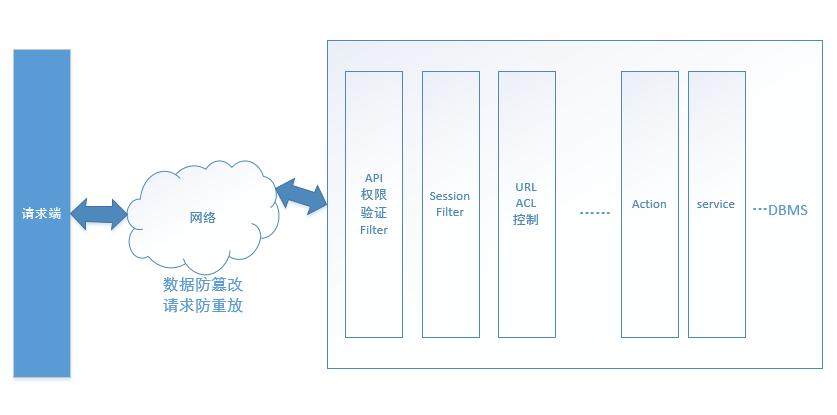 请求端
网络
数据防篡改
请求防重放
API
权限
验证
Filter
Session
Filter
URL
ACL
控制
……
Action
service
…DBMS